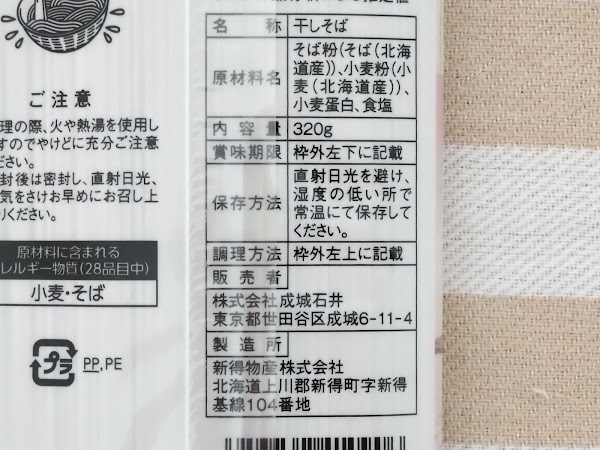 ご注意
理の際、火や熱湯を使用し
すのでやけどに充分ご注意
ださい。
封後は密封し、直射日光、
気をさけお早めにお召し上
りください。
原材料に含まれる
レルギー物質(28品目中)
小麦・そば
プラ
PP,PE
名称 干しそば
原材料名 そば粉(そば(北海
道産))、小麦粉(小
麦(北海道産))、
小麦蛋白、食塩
内容量 320g
賞味期限 枠外左下に記載
保存方法 直射日光を避け、
湿度の低い所で
常温にて保存して
ください。
調理方法 枠外左上に記載
販売者
株式会社成城石井
東京都世田谷区成城6-11-4
製造所
新得物産株式会社
北海道上川郡新得町字新得
基線104番地